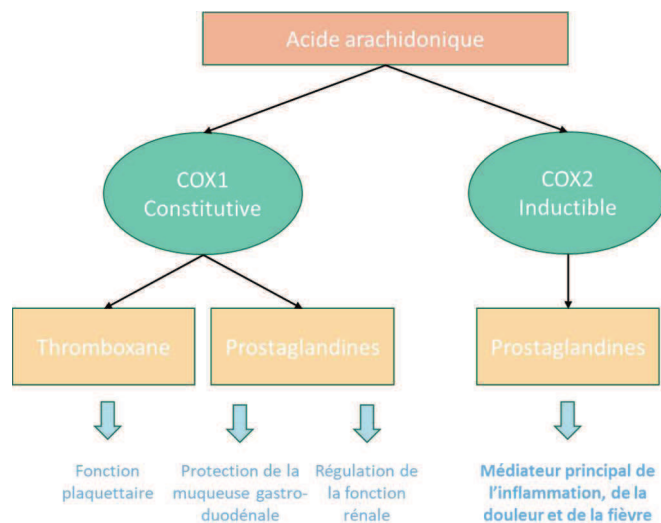 Acide arachidonique
COX1
Constitutive
COX2
Inductible
Thromboxane
Prostaglandines
Prostaglandines
Fonction
plaquettaire
Protection de la
muqueuse gastro-
duodénale
Régulation de
la fonction
rénale
Médiateur principal de
l'inflammation, de la
douleur et de la fièvre